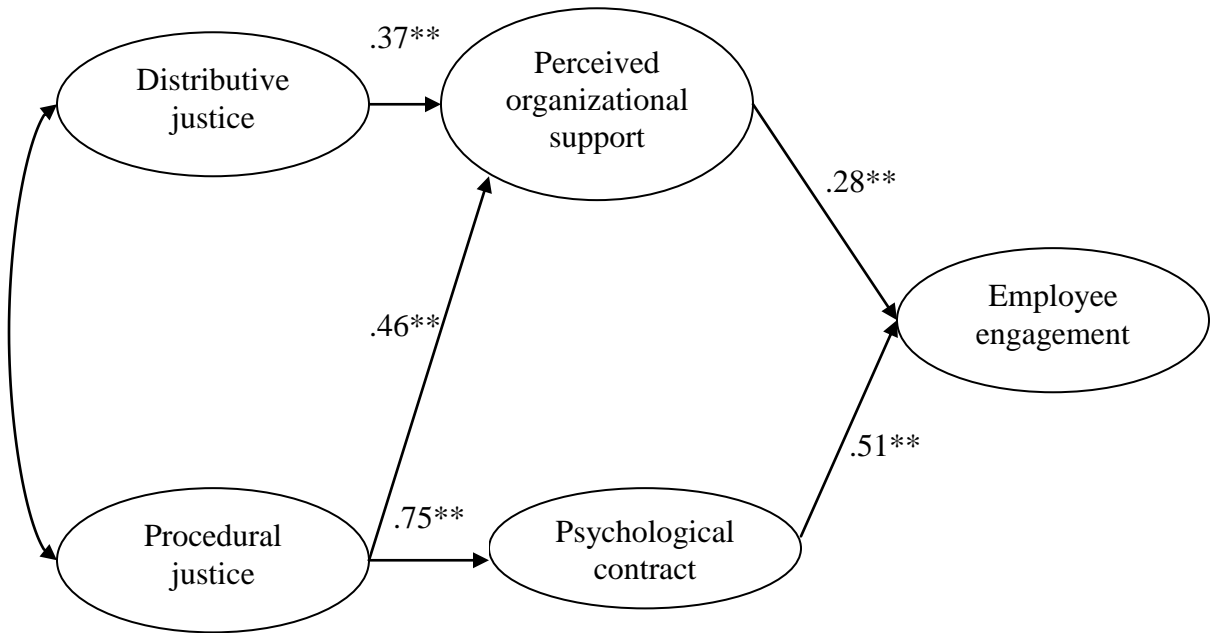 .37**
Distributive
justice
Perceived
organizational
support
.28**
Employee
engagement
.46**
.51**
.75**
Procedural
justice
Psychological
contract